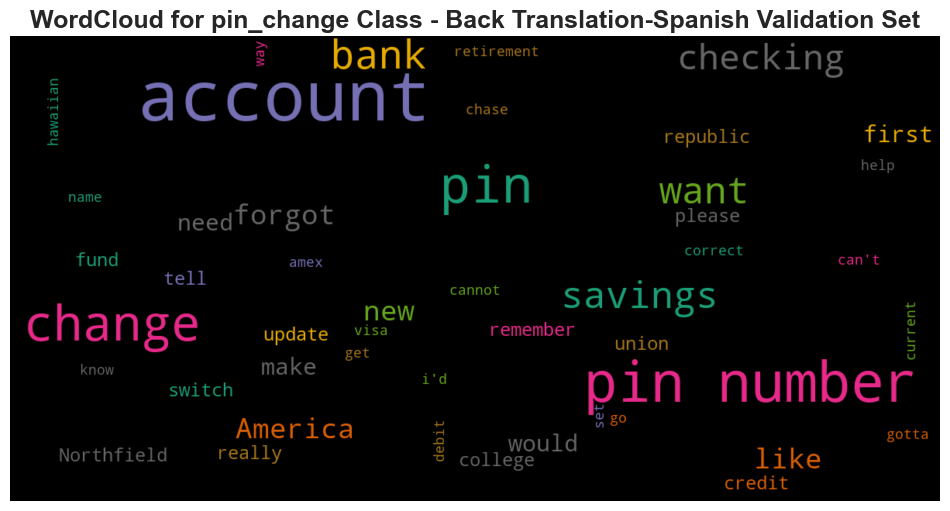 WordCloud for pin_change Class - Back Translation-Spanish Validation Set
way
bank
retirement
checking
account
hawaiian
chase
republic
first
help
pin
want
name
need
forgot
please
fund
amex
correct
can't
tell
cannot
savings
change
new
update
visa
remember
current
get
union
know
make
i'd
pin number
switch
set
go
America
debit
would
gotta
Northfield
really
college
like
credit